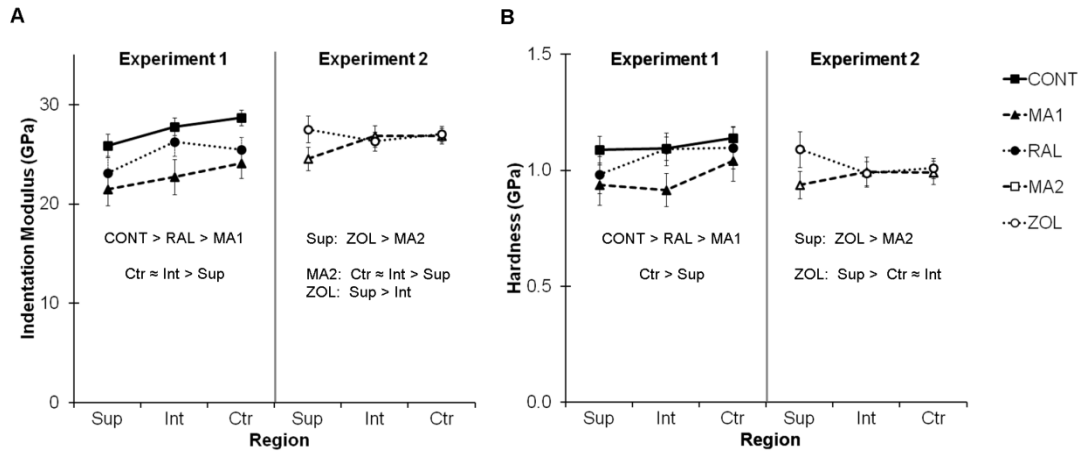 A
Experiment 1
Experiment 2
Indentation Modulus (GPa)
30
20
10
0
CONT > RAL > MA1
Ctr ≈ Int > Sup
Sup: ZOL > MA2
MA2: Ctr ≈ Int > Sup
ZOL: Sup > Int
Sup Int Ctr Sup Int Ctr
Region
B
Experiment 1
Experiment 2
Hardness (GPa)
1.5
1.0
0.5
0.0
CONT > RAL > MA1
Ctr > Sup
Sup: ZOL > MA2
ZOL: Sup > Ctr ≈ Int
Sup Int Ctr Sup Int Ctr
Region
CONT
MA1
RAL
MA2
ZOL